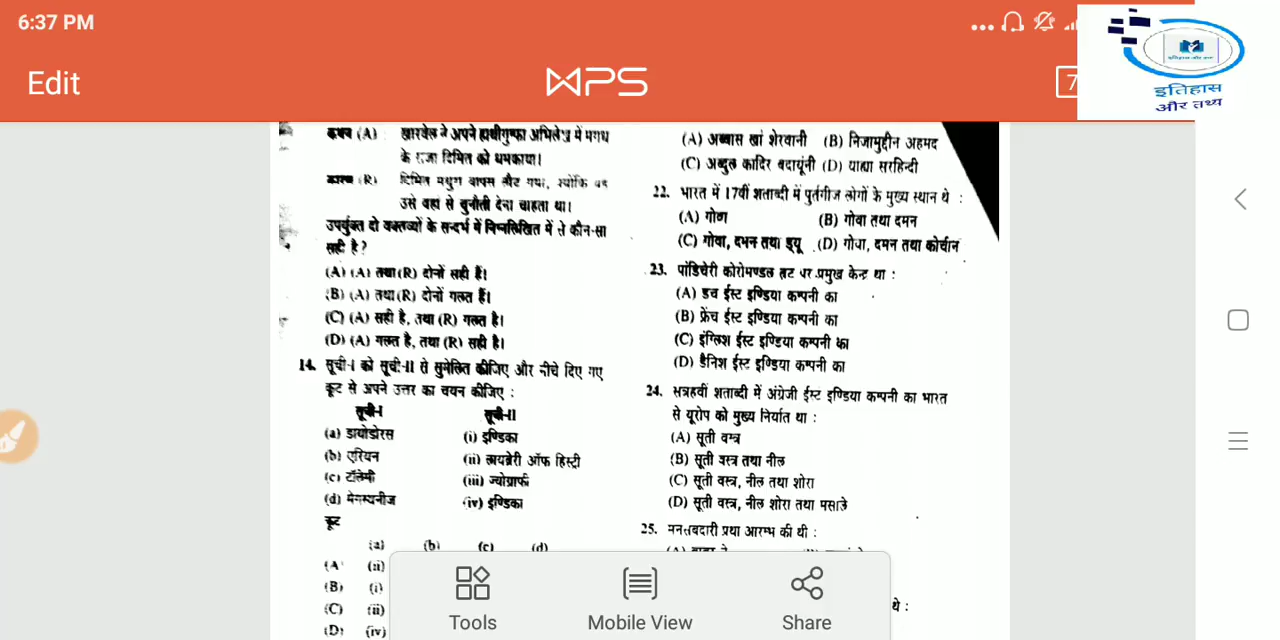 6:37 PM
Edit
WPS
7
इतिहास
और तथ्य
कथन (A) खारवेल ने अपने हाथीगुम्फा अभिलेख में मगध
के राजा दिमित को धमकाया।
कारण (R) दिमित मथुरा वापस लौट गया, क्योंकि वह
उसे वहां से चुनौती देना चाहता था।
उपर्युक्त दो वक्तव्यों के सन्दर्भ में निम्नलिखित में से कौन-सा
सही है?
(A) (A) तथा (R) दोनों सही हैं।
(B) (A) तथा (R) दोनों गलत हैं।
(C) (A) सही है, तथा (R) गलत है।
(D) (A) गलत है, तथा (R) सही है।
14. सूची-I को सूची-II से सुमेलित कीजिए और नीचे दिए गए
कूट से अपने उत्तर का चयन कीजिए :
सूची-I सूची-II
(a) डायोडोरस (i) इण्डिका
(b) एरियन (ii) लायब्रेरी ऑफ हिस्ट्री
(c) टॉलेमी (iii) ज्योग्राफी
(d) मेगस्थनीज (iv) इण्डिका
कूट
(a) (b) (c) (d)
(A (ii)
(B) (i)
(C) (ii)
(D) (iv)
(A) अब्बास खां शेरवानी (B) निजामुद्दीन अहमद
(C) अब्दुल कादिर बदायूंनी (D) याह्या सरहिन्दी
22. भारत में 17वीं शताब्दी में पुर्तगीज लोगों के मुख्य स्थान थे :
(A) गोवा (B) गोवा तथा दमन
(C) गोवा, दमन तथा ड्यू (D) गोवा, दमन तथा कोचीन
23. पांडिचेरी कोरोमण्डल तट पर प्रमुख केन्द्र था :
(A) डच ईस्ट इण्डिया कम्पनी का
(B) फ्रेंच ईस्ट इण्डिया कम्पनी का
(C) इंग्लिश ईस्ट इण्डिया कम्पनी का
(D) डैनिश ईस्ट इण्डिया कम्पनी का
24. सत्रहवीं शताब्दी में अंग्रेजी ईस्ट इण्डिया कम्पनी का भारत
से यूरोप को मुख्य निर्यात था :
(A) सूती वस्त्र
(B) सूती वस्त्र तथा नील
(C) सूती वस्त्र, नील तथा शोरा
(D) सूती वस्त्र, नील शोरा तथा मसाले
25. मनसबदारी प्रथा आरम्भ की थी :
थे :
Tools
Mobile View
Share